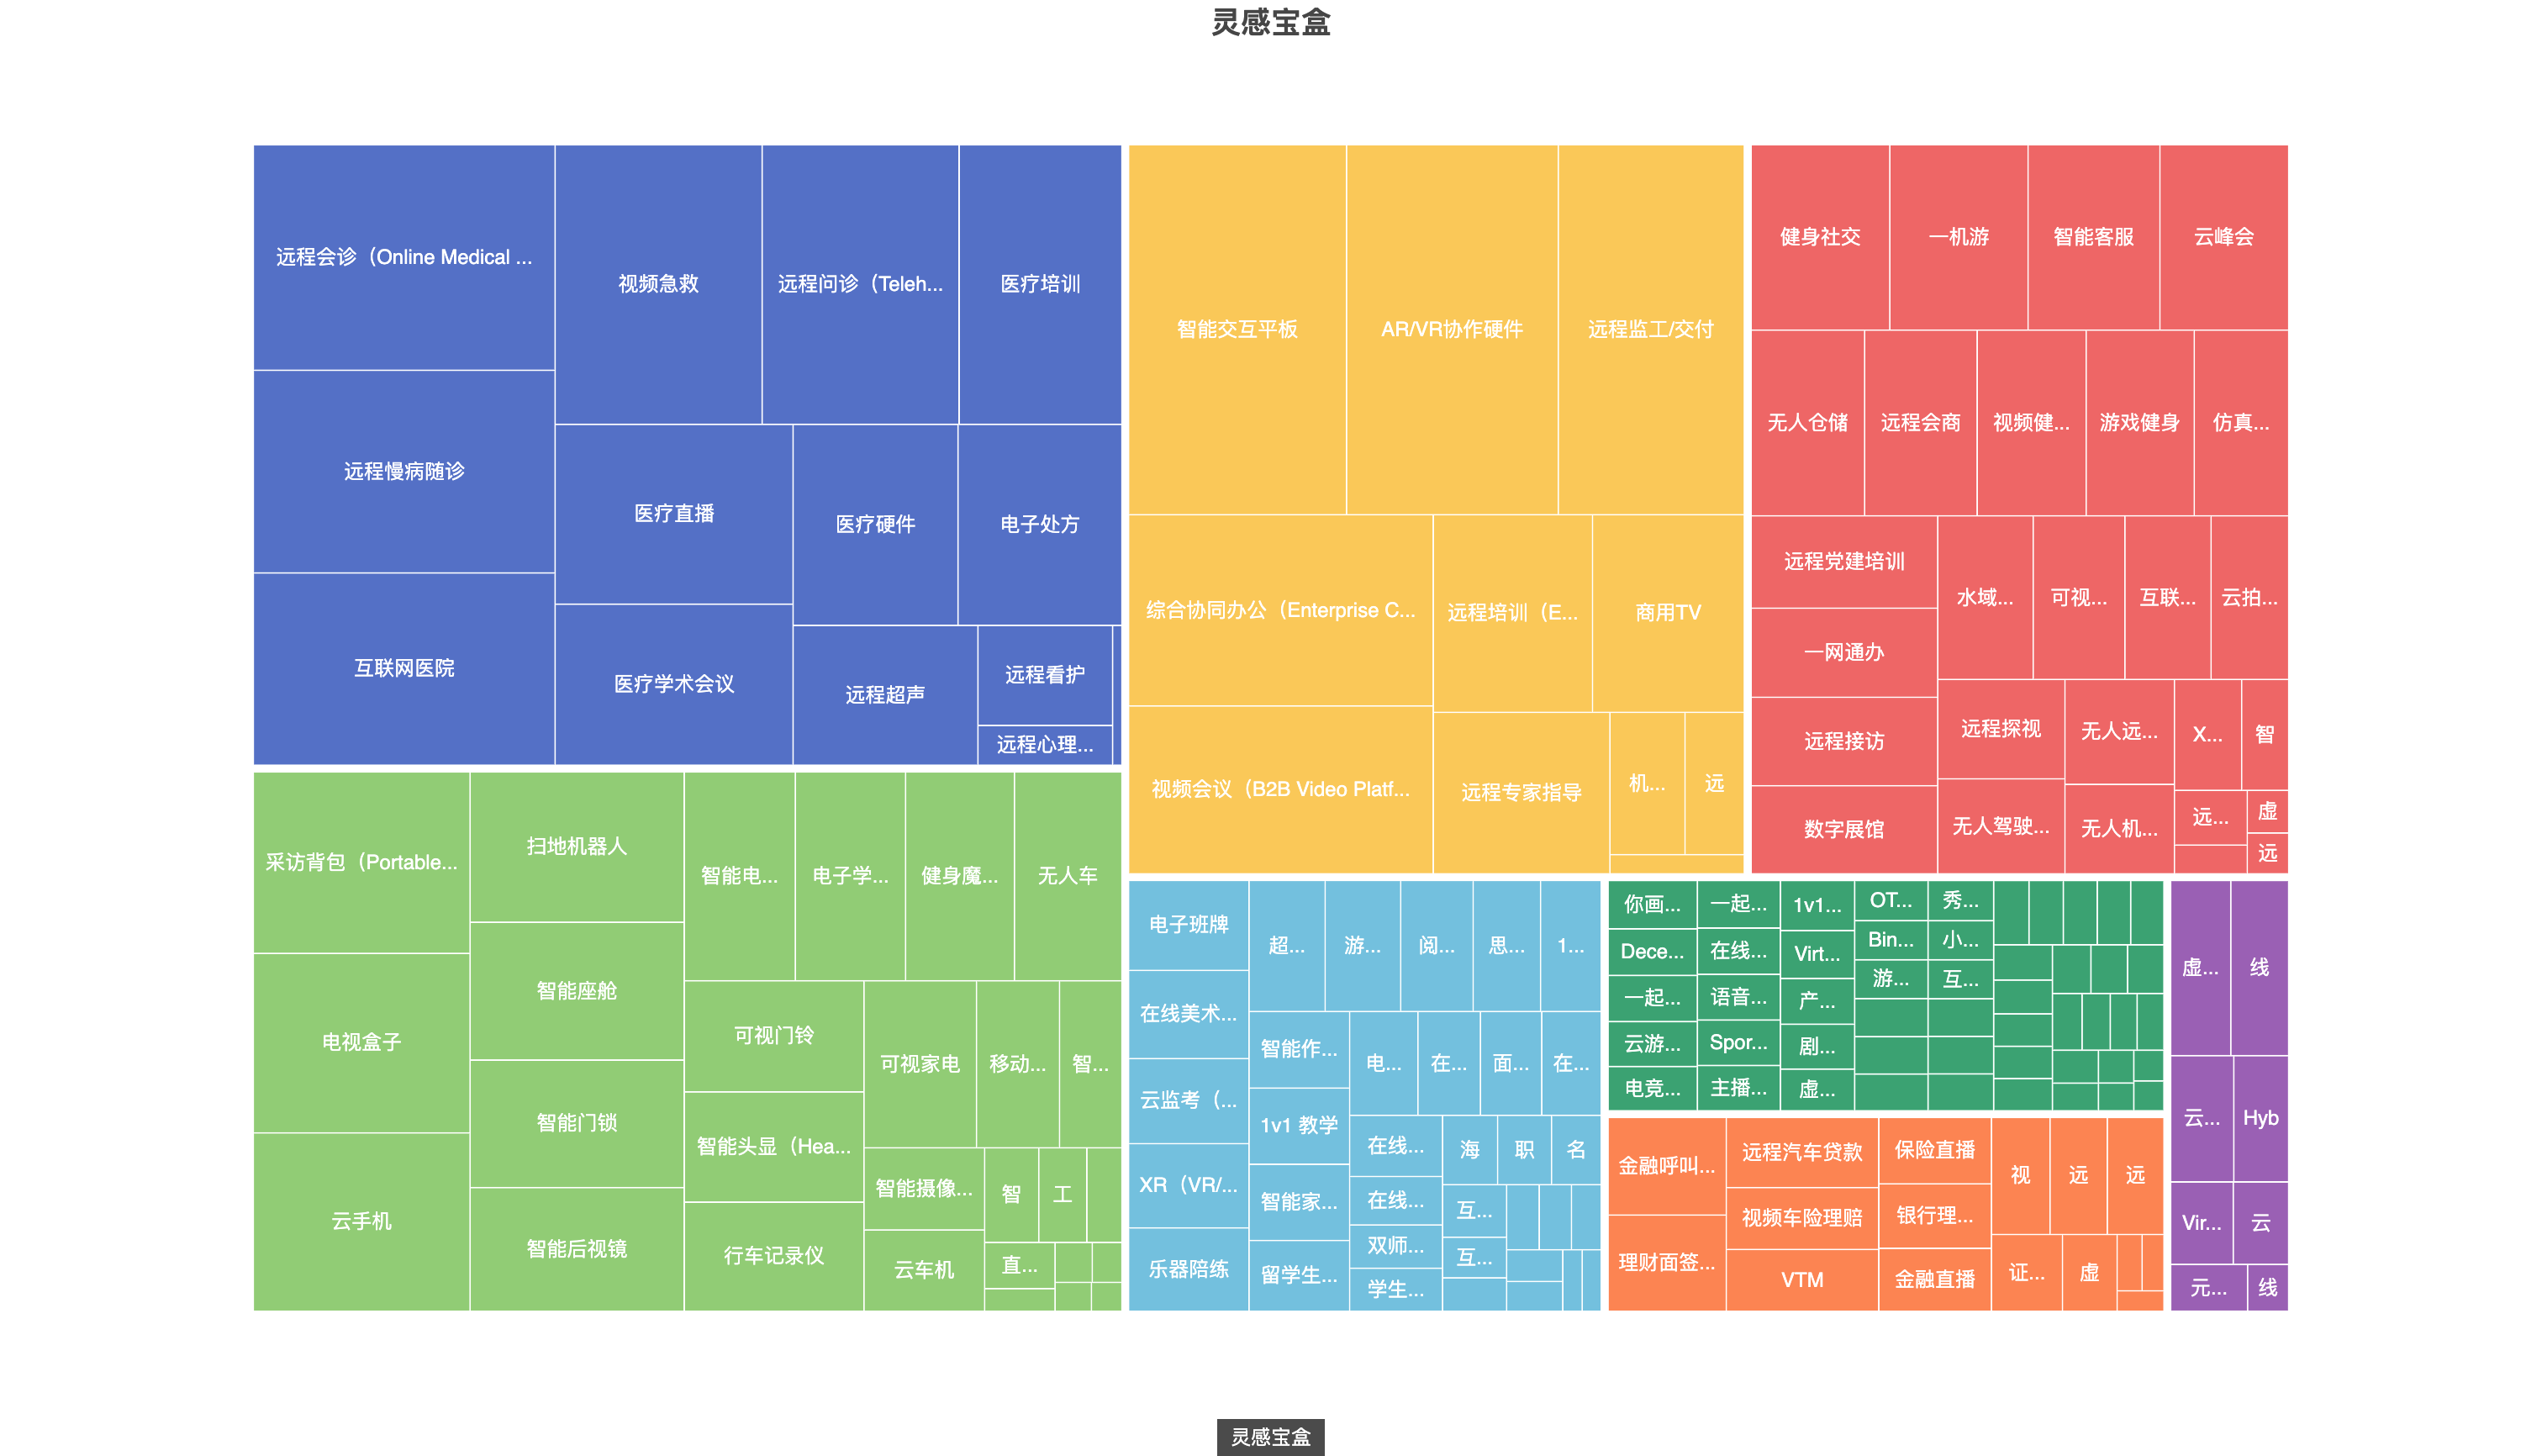 灵感宝盒
远程会诊（Online Medical ...
视频急救
远程问诊（Teleh...
医疗培训
远程慢病随诊
医疗直播
医疗硬件
电子处方
互联网医院
医疗学术会议
远程超声
远程看护
远程心理...
智能交互平板
AR/VR协作硬件
远程监工/交付
综合协同办公（Enterprise C...
远程培训（E...
商用TV
视频会议（B2B Video Platf...
远程专家指导
机...
远
健身社交
一机游
智能客服
云峰会
无人仓储
远程会商
视频健...
游戏健身
仿真...
远程党建培训
一网通办
远程接访
数字展馆
水域...
可视...
互联...
云拍...
远程探视
无人远...
X...
智
无人驾驶...
无人机...
远...
虚
远
采访背包（Portable...
电视盒子
云手机
扫地机器人
智能座舱
智能门锁
智能后视镜
智能电...
电子学...
健身魔...
无人车
可视门铃
智能头显（Hea...
行车记录仪
可视家电
移动...
智...
智能摄像...
云车机
智
工
直...
电子班牌
在线美术...
云监考（...
XR（VR/...
乐器陪练
超...
游...
阅...
思...
1...
智能作...
1v1 教学
智能家...
留学生...
电...
在...
面...
在...
在线...
在线...
双师...
学生...
海
职
名
互...
互...
你画...
Dece...
一起...
云游...
电竞...
一起...
在线...
语音...
Spor...
主播...
1v1...
Virt...
产...
剧...
虚...
OT...
Bin...
游...
秀...
小...
互...
金融呼叫...
理财面签...
远程汽车贷款
视频车险理赔
VTM
保险直播
银行理...
金融直播
视
远
远
证...
虚
虚...
线
云...
Hyb
Vir...
云
元...
线
灵感宝盒